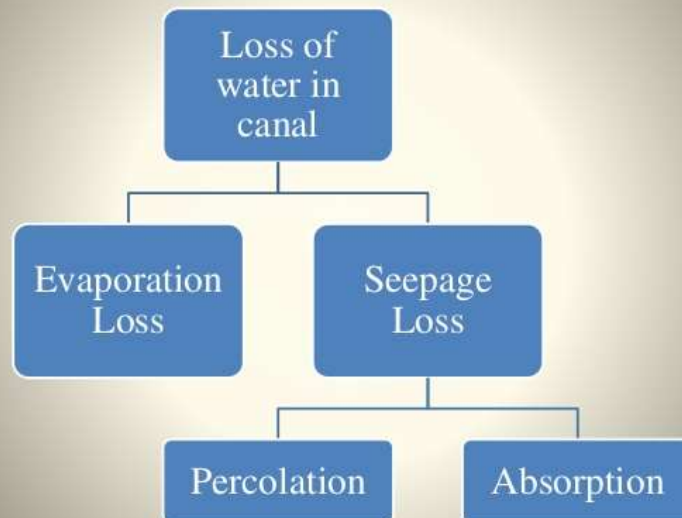 Loss of
water in
canal
Evaporation
Loss
Seepage
Loss
Percolation
Absorption